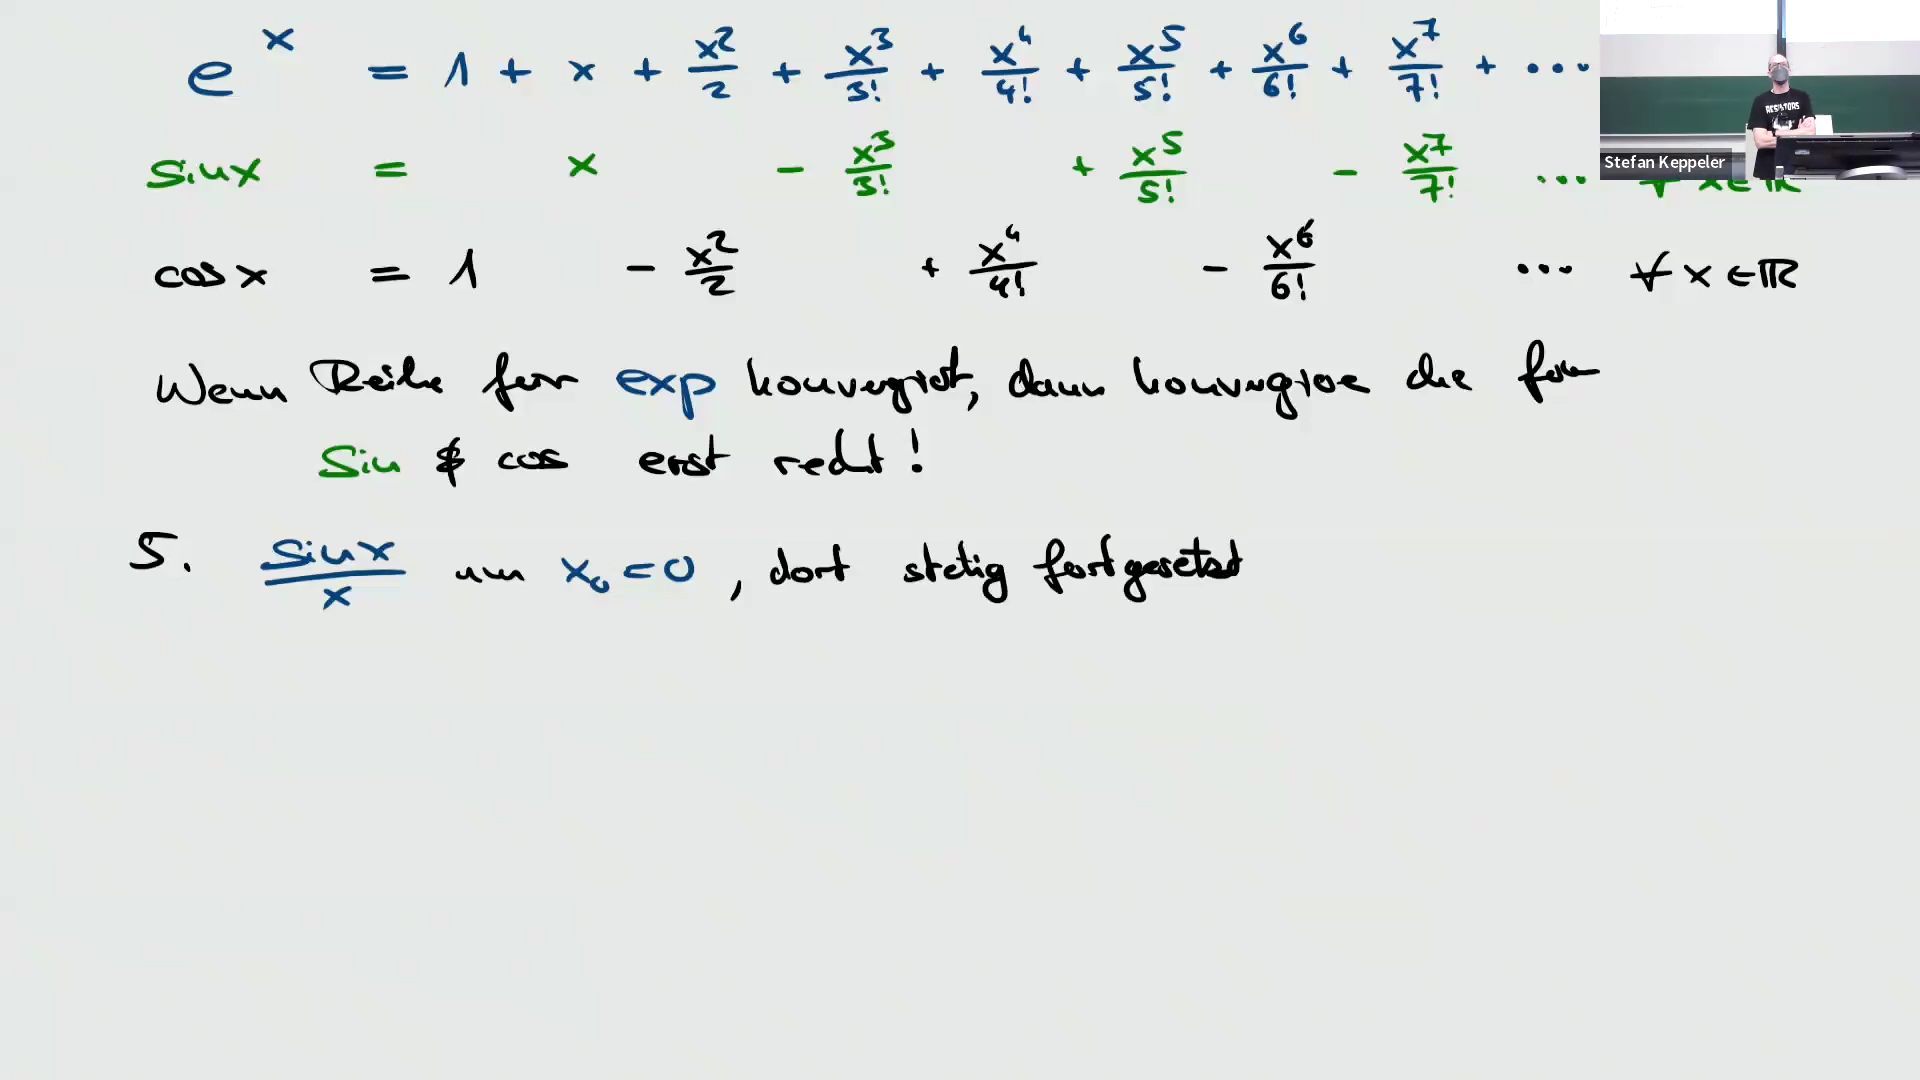 e^x = 1 + x + x²/2 + x³/3! + x⁴/4! + x⁵/5! + x⁶/6! + x⁷/7! + ...
sin x = x - x³/3! + x⁵/5! - x⁷/7! ... ∀ x ∈ ℝ
cos x = 1 - x²/2 + x⁴/4! - x⁶/6! ... ∀ x ∈ ℝ
Wenn Reihe für exp konvergiert, dann konvergiere die für
sin & cos erst recht!
5. sin x/x um x₀ = 0, dort stetig fortgesetzt
RESISTORS
Stefan Keppeler